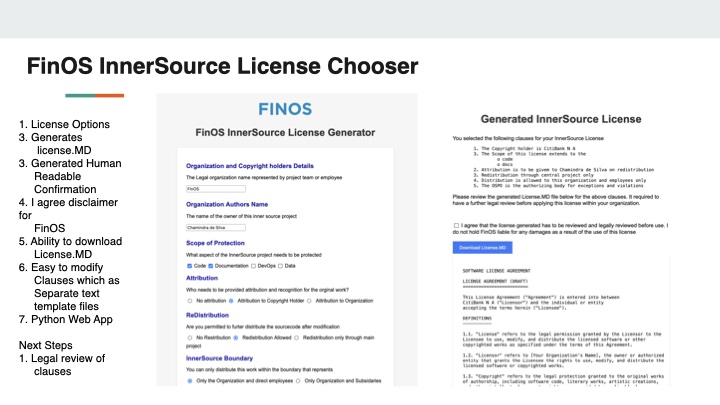 FinOS InnerSource License Chooser
1. License Options
3. Generates
license.MD
3. Generated Human
Readable
Confirmation
4. I agree disclaimer
for
FinOS
5. Ability to download
License.MD
6. Easy to modify
Clauses which as
Separate text
template files
7. Python Web App
Next Steps
1. Legal review of
clauses
FINOS
FinOS InnerSource License Generator
Organization and Copyright holders Details
The Legal organization name represented by project team or employee
FinOS
Organization Authors Name
The name of the owner of this inner source project
Chamindra de Silva
Scope of Protection
What aspect of the InnerSource project needs to be protected
Code Documentation DevOps Data
Attribution
Who needs to be provided attribution and recognition for the orginal work?
No attribution Attribution to Copyright Holder Attribution to Organization
ReDistribution
Are you permitted to futer distribute the sourcecode after modification
No Restribution Redistribution Allowed Redistribution only through main
project
InnerSource Boundary
You can only distribute this work within the boundary that represents
Only the Organization and direct employees Only Organization and Subsidaries
Generated InnerSource License
You selected the following clauses for your InnerSource License
1. The Copyright Holder is CitiBank N A
3. The Scope of this license extends to the
o code
o docs
2. Attribution is to be givem to Chamindra de Silva on redistribution
3. Redistribution through central project only
4. Distribution is allowed to this organization and employees only
5. The OSPO is the authorizing body for exceptions and violations
Please review the generated License.MD file below for the above clauses. It required to
have a further legal review before applying this license within your organization.
I agree that the license generated has to be reviewed and legally reviewed before use. I
do not hold FinOS liable for any damages as a result of the use of this license
Download License.MD
SOFTWARE LICENSE AGREEMENT
LICENSE AGREEMENT (DRAFT)
This License Agreement ("Agreement") is entered into between
CitiBank N A ("Licensor") and the individual or entity
accepting the terms herein ("Licensee").
DEFINITIONS
1.1. "License" refers to the legal permission granted by the Licensor to the
Licensee to use, modify, and distribute the licensed software or other
copyrighted works as specified under the terms of this Agreement.
1.2. "Licensor" refers to [Your Organization's Name], the owner or authorized
entity that grants the Licensee the rights to use, modify, and distribute the
licensed software.
1.3. "Copyright" refers to the legal protection granted to the original works
of authorship, including software code, literary works, artistic creations,